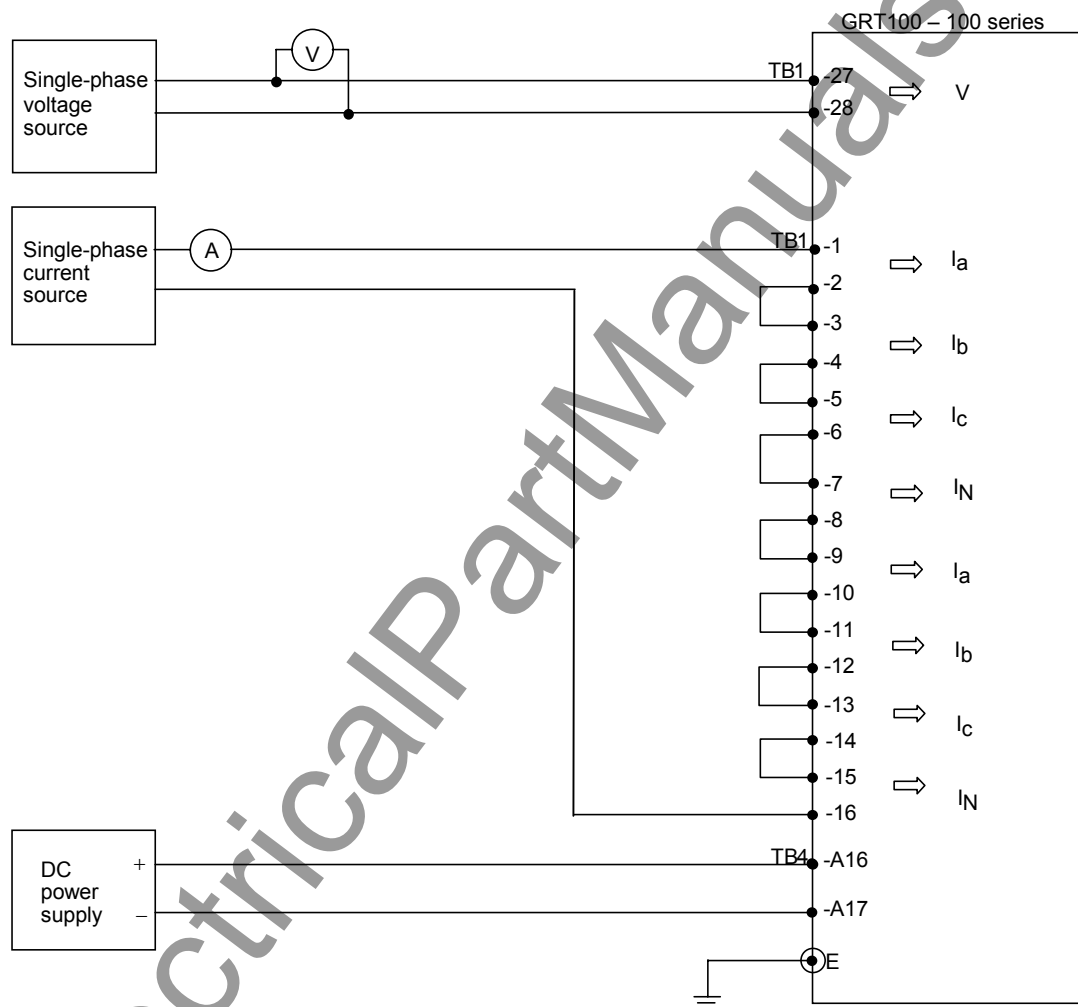 GRT100 – 100 series
Single-phase
voltage
source
V
TB1
-27
-28
V
Single-phase
current
source
A
TB1
-1
-2
-3
-4
-5
-6
-7
-8
-9
-10
-11
-12
-13
-14
-15
-16
Ia
Ib
Ic
IN
Ia
Ib
Ic
IN
DC
power
supply
+
−
TB4
-A16
-A17
E
ectricalPartManuals